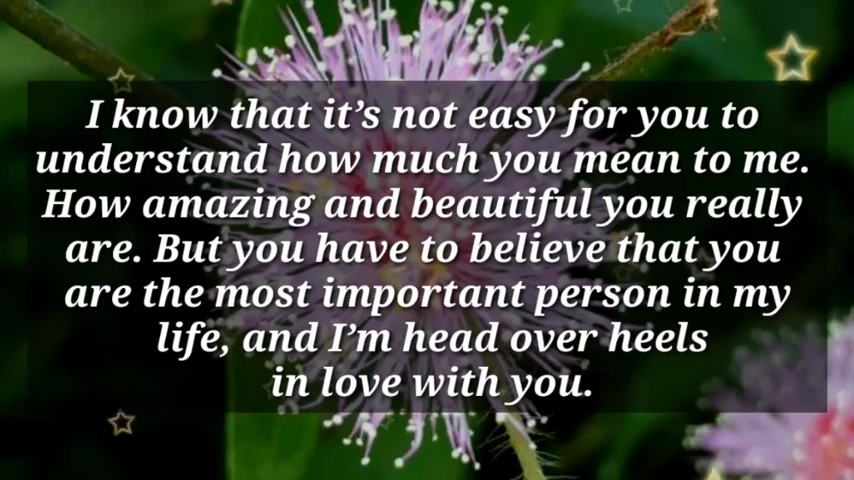 I know that it’s not easy for you to
understand how much you mean to me.
How amazing and beautiful you really
are. But you have to believe that you
are the most important person in my
life, and I’m head over heels
in love with you.